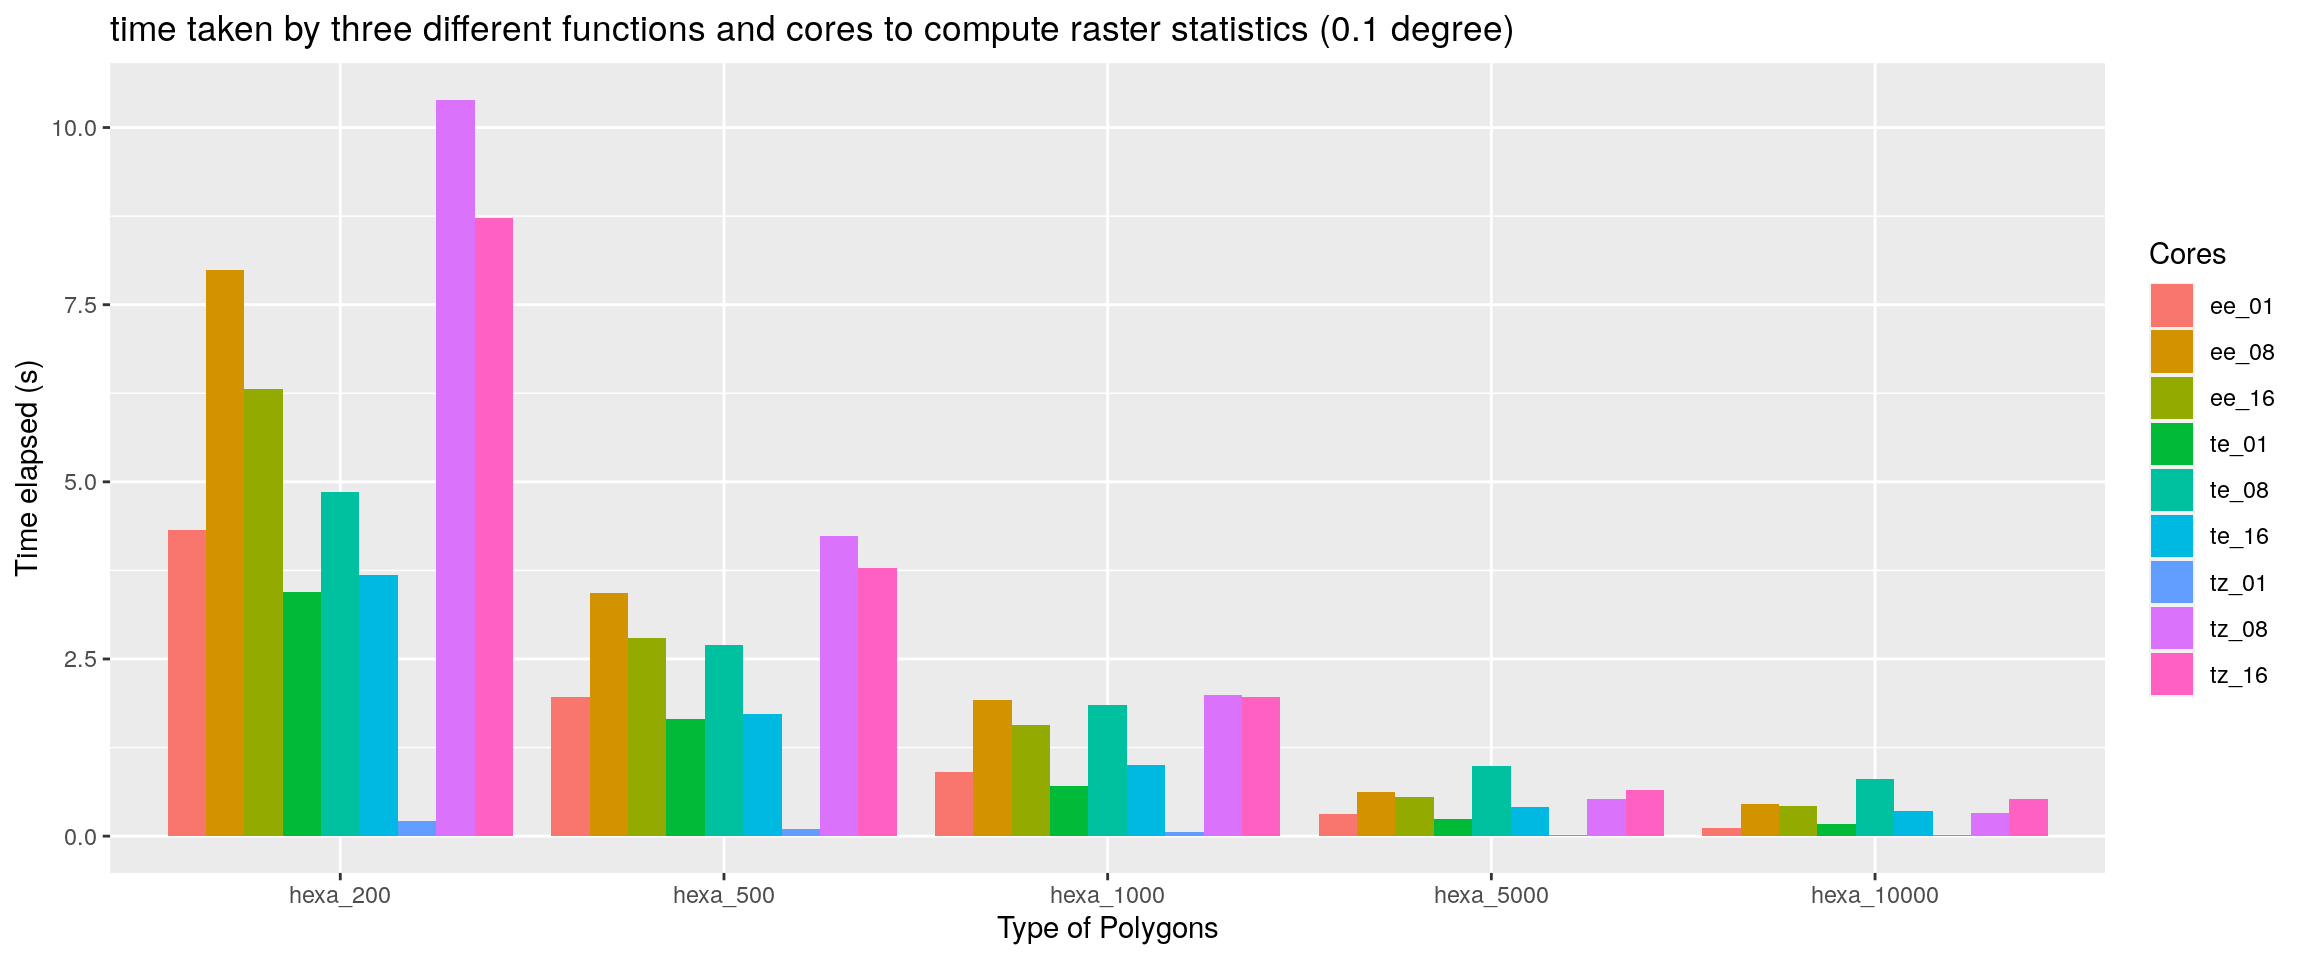 time taken by three different functions and cores to compute raster statistics (0.1 degree)
10.0
7.5
5.0
2.5
0.0
Time elapsed (s)
hexa_200 hexa_500 hexa_1000 hexa_5000 hexa_10000
Type of Polygons
Cores
ee_01
ee_08
ee_16
te_01
te_08
te_16
tz_01
tz_08
tz_16